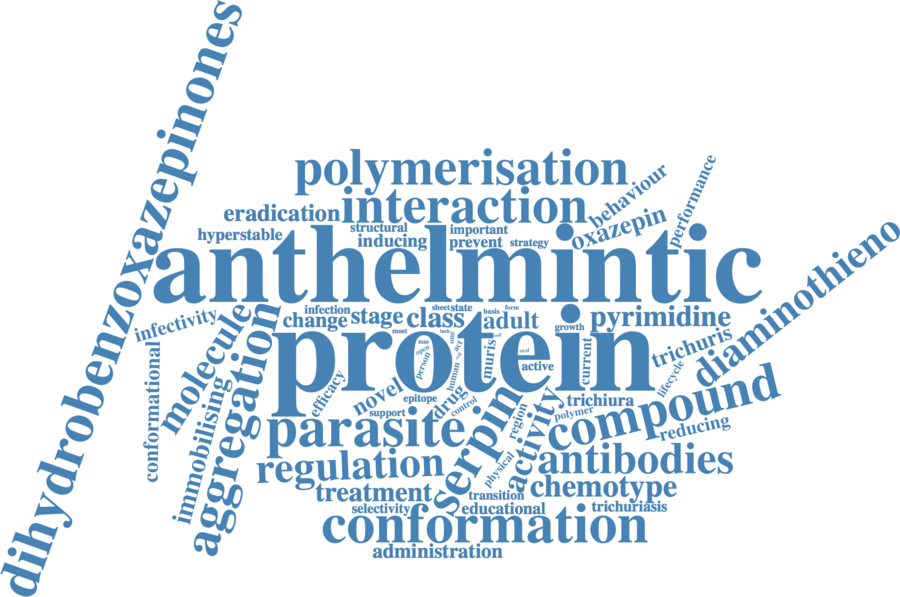 dihydrobenzoxazepinones
polymerisation
behaviour
performance
eradication
interaction
hyperstable
structural
inducing
important
prevent
strategy
oxazepin
anthelmintic
diaminothieno
infectivity
infection
change
stage
class
sheet
state
basis
form
adult
growth
pyrimidine
most
protein
trichuris
conformational
molecule
immobilising
aggregation
efficacy
novel
open
person
human
muris
active
current
lifecycle
epitope
support
drug
control
trichiura
polymer
parasite
serpin
region
activity
compound
reducing
regulation
physical
antibodies
treatment
transition
chemotype
selectivity
educational
trichuriasis
conformation
administration